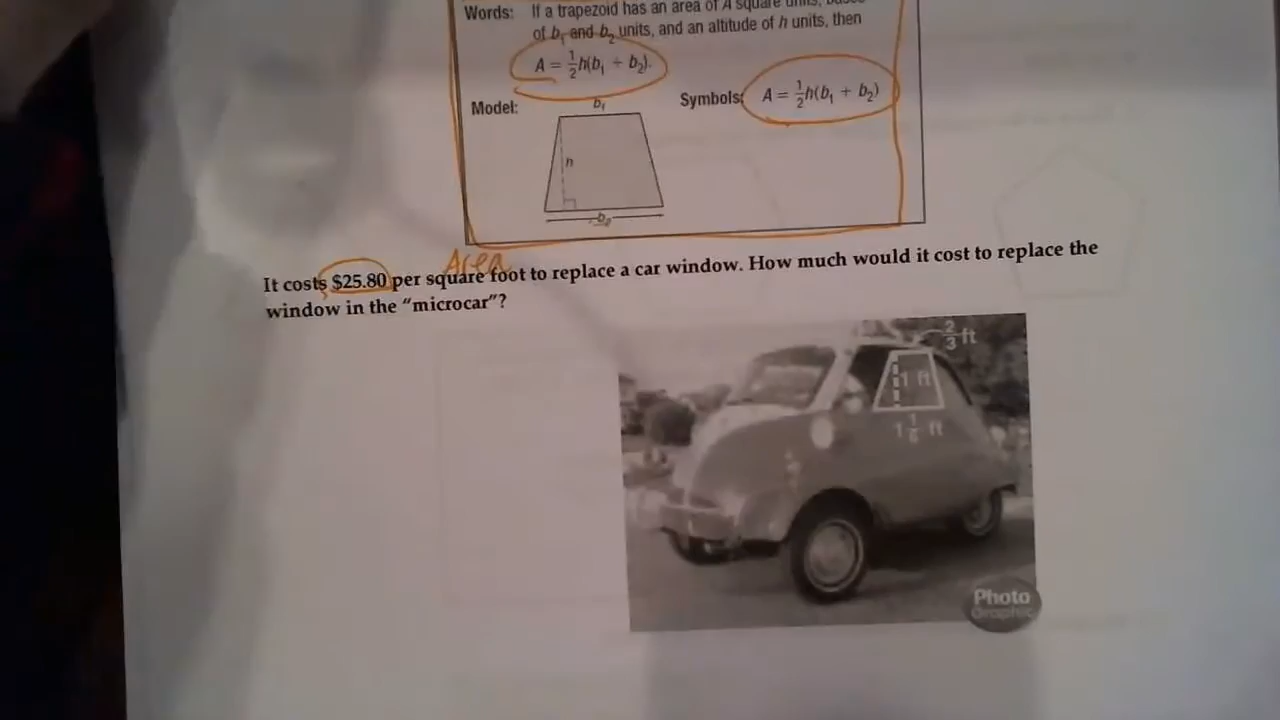 Words: If a trapezoid has an area of A square units, bases
of b₁ and b₂ units, and an altitude of h units, then
A = ½h(b₁ + b₂).
Model:
Symbols: A = ½h(b₁ + b₂)
b₁
h
b₂
Area
It costs $25.80 per square foot to replace a car window. How much would it cost to replace the
window in the “microcar”?
⅔ ft
1 ft
1⅙ ft
Photo
Graphic